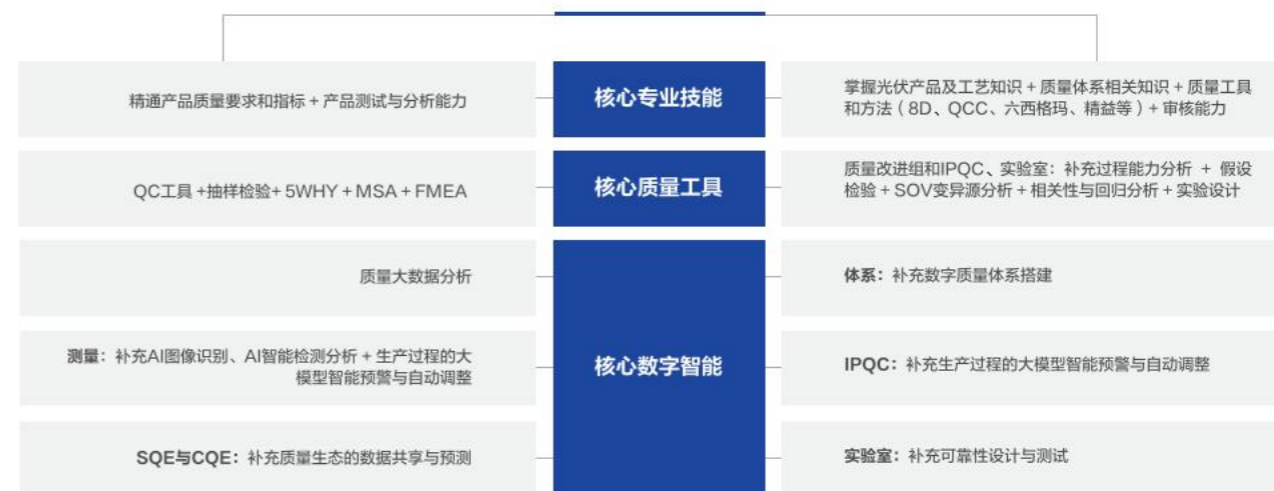 精通产品质量要求和指标 + 产品测试与分析能力
核心专业技能
掌握光伏产品及工艺知识 + 质量体系相关知识 + 质量工具
和方法（8D、QCC、六西格玛、精益等）+ 审核能力
QC工具 +抽样检验+ 5WHY + MSA + FMEA
核心质量工具
质量改进组和IPQC、实验室：补充过程能力分析 + 假设
检验 + SOV变异源分析 + 相关性与回归分析 + 实验设计
质量大数据分析
体系：补充数字质量体系搭建
测量：补充AI图像识别、AI智能检测分析 + 生产过程的大
模型智能预警与自动调整
核心数字智能
IPQC：补充生产过程的大模型智能预警与自动调整
SQE与CQE：补充质量生态的数据共享与预测
实验室：补充可靠性设计与测试